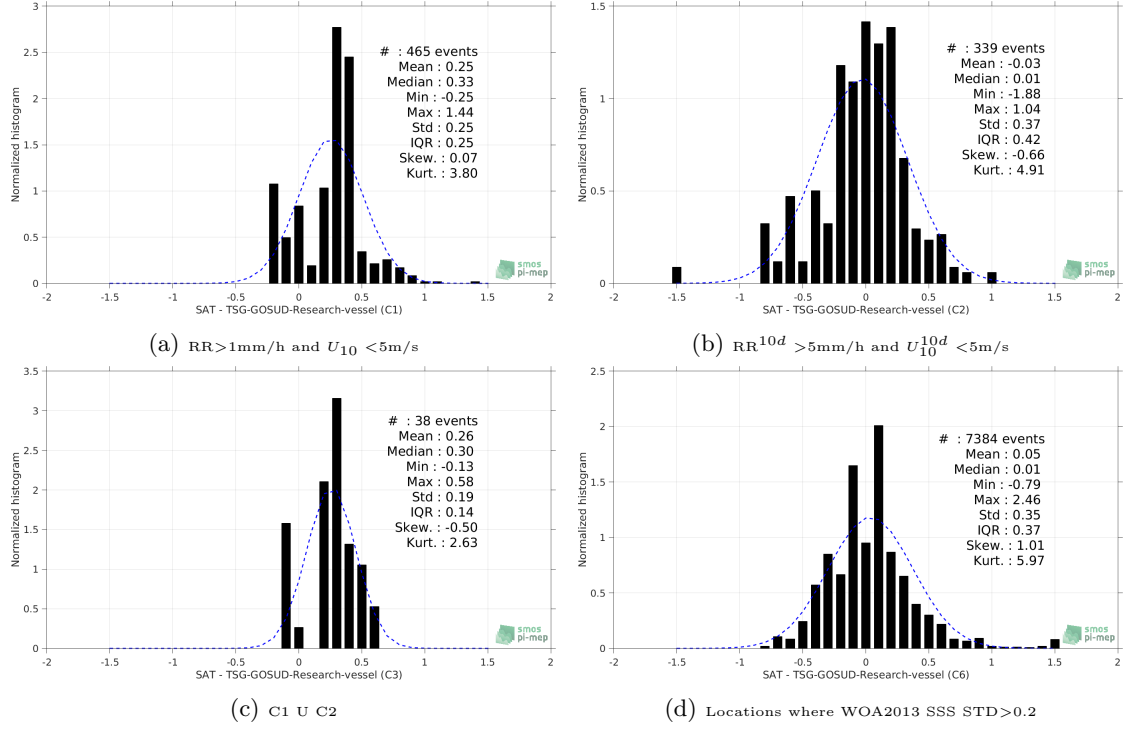 3
2.5
2
1.5
1
0.5
0
-2
-1.5
-1
-0.5
0
0.5
1
1.5
2
Normalized histogram
SAT - TSG-GOSUD-Research-vessel (C1)
# : 465 events
Mean : 0.25
Median : 0.33
Min : -0.25
Max : 1.44
Std : 0.25
IQR : 0.25
Skew. : 0.07
Kurt. : 3.80
smos
pi-mep
(a) RR>1mm/h and U10 <5m/s
1.5
1
0.5
0
-2
-1.5
-1
-0.5
0
0.5
1
1.5
2
Normalized histogram
SAT - TSG-GOSUD-Research-vessel (C2)
# : 339 events
Mean : -0.03
Median : 0.01
Min : -1.88
Max : 1.04
Std : 0.37
IQR : 0.42
Skew. : -0.66
Kurt. : 4.91
smos
pi-mep
(b) RR10d >5mm/h and U10d10 <5m/s
3.5
3
2.5
2
1.5
1
0.5
0
-2
-1.5
-1
-0.5
0
0.5
1
1.5
2
Normalized histogram
SAT - TSG-GOSUD-Research-vessel (C3)
# : 38 events
Mean : 0.26
Median : 0.30
Min : -0.13
Max : 0.58
Std : 0.19
IQR : 0.14
Skew. : -0.50
Kurt. : 2.63
smos
pi-mep
(c) C1 U C2
2.5
2
1.5
1
0.5
0
-2
-1.5
-1
-0.5
0
0.5
1
1.5
2
Normalized histogram
SAT - TSG-GOSUD-Research-vessel (C6)
# : 7384 events
Mean : 0.05
Median : 0.01
Min : -0.79
Max : 2.46
Std : 0.35
IQR : 0.37
Skew. : 1.01
Kurt. : 5.97
smos
pi-mep
(d) Locations where WOA2013 SSS STD>0.2